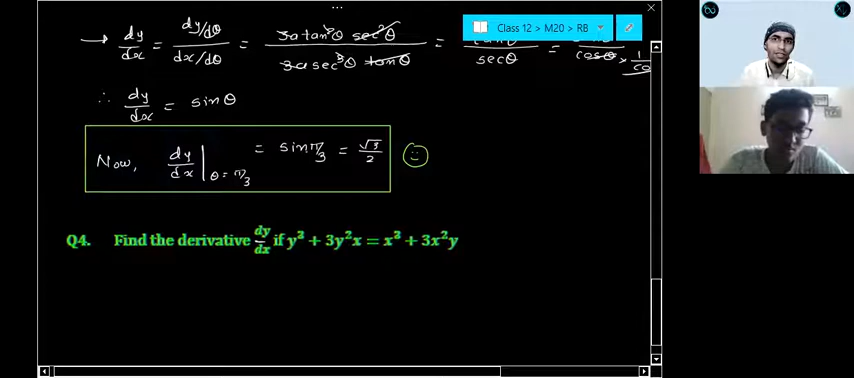 Class 12 > M20 > RB
→ dy/dx = (dy/dθ)/(dx/dθ) = (3a tan²θ sec²θ)/(3a sec³θ tanθ) = /secθ = /cosθ ×
∴ dy/dx = sinθ
Now, dy/dx |θ = π/3 = sin π/3 = √3/2
Q4. Find the derivative dy/dx if y³ + 3y²x = x³ + 3x²y